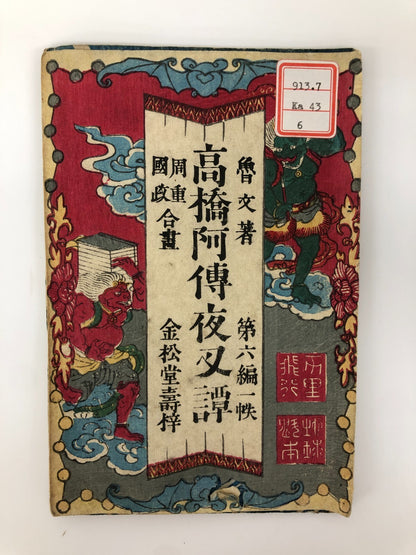 913.7
Ka 43
6
魯文著
第六編一帙
高橋阿傳夜叉譚
周重
國政
合畫
金松堂壽梓